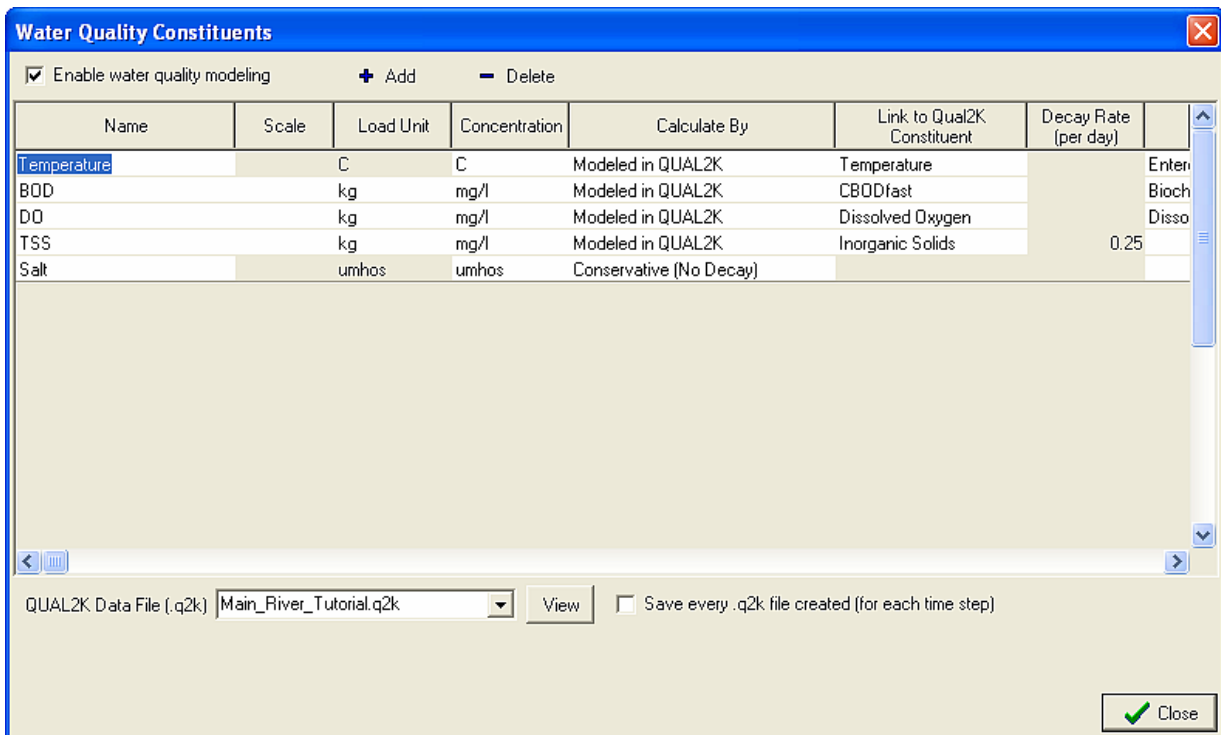 Water Quality Constituents
Enable water quality modeling + Add − Delete
Name Scale Load Unit Concentration Calculate By Link to Qual2K Constituent Decay Rate (per day)
Temperature C C Modeled in QUAL2K Temperature Entere
BOD kg mg/l Modeled in QUAL2K CBODfast Bioch
DO kg mg/l Modeled in QUAL2K Dissolved Oxygen Disso
TSS kg mg/l Modeled in QUAL2K Inorganic Solids 0.25
Salt umhos umhos Conservative (No Decay)
QUAL2K Data File (.q2k) Main_River_Tutorial.q2k View Save every .q2k file created (for each time step)
Close